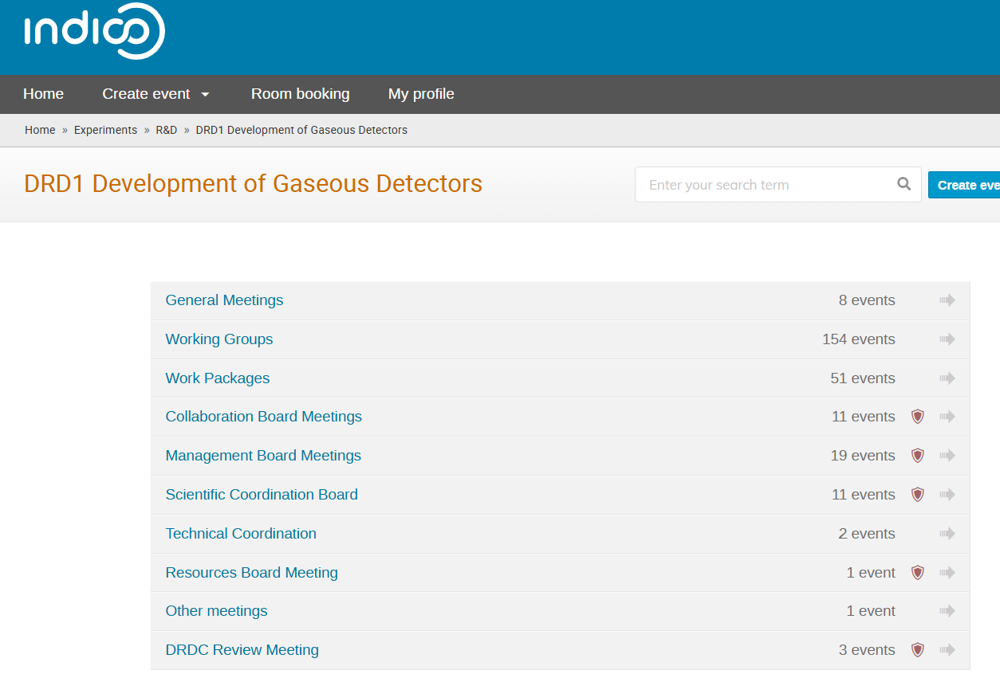 indico
Home Create event Room booking My profile
Home » Experiments » R&D » DRD1 Development of Gaseous Detectors
DRD1 Development of Gaseous Detectors
Enter your search term
Create eve
General Meetings 8 events
Working Groups 154 events
Work Packages 51 events
Collaboration Board Meetings 11 events
Management Board Meetings 19 events
Scientific Coordination Board 11 events
Technical Coordination 2 events
Resources Board Meeting 1 event
Other meetings 1 event
DRDC Review Meeting 3 events